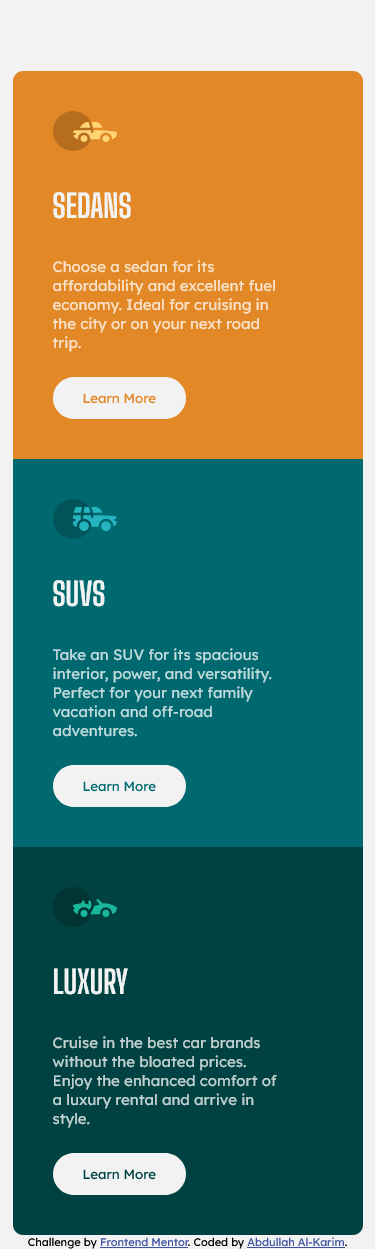 SEDANS
Choose a sedan for its
affordability and excellent fuel
economy. Ideal for cruising in
the city or on your next road
trip.
Learn More
SUVS
Take an SUV for its spacious
interior, power, and versatility.
Perfect for your next family
vacation and off-road
adventures.
Learn More
LUXURY
Cruise in the best car brands
without the bloated prices.
Enjoy the enhanced comfort of
a luxury rental and arrive in
style.
Learn More
Challenge by Frontend Mentor. Coded by Abdullah Al-Karim.